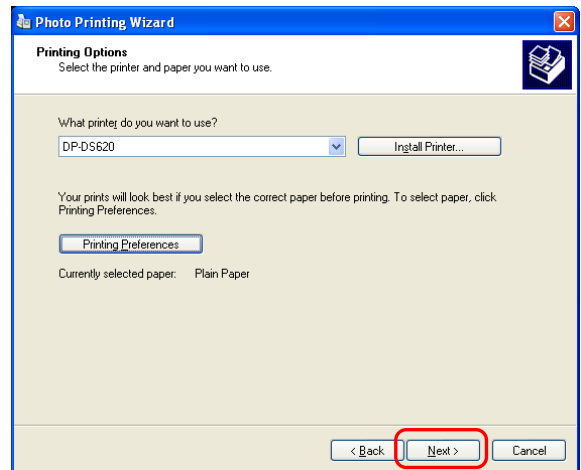 Photo Printing Wizard
Printing Options
Select the printer and paper you want to use.
What printer do you want to use?
DP-DS620
Install Printer...
Your prints will look best if you select the correct paper before printing. To select paper, click
Printing Preferences.
Printing Preferences
Currently selected paper: Plain Paper
< Back
Next >
Cancel